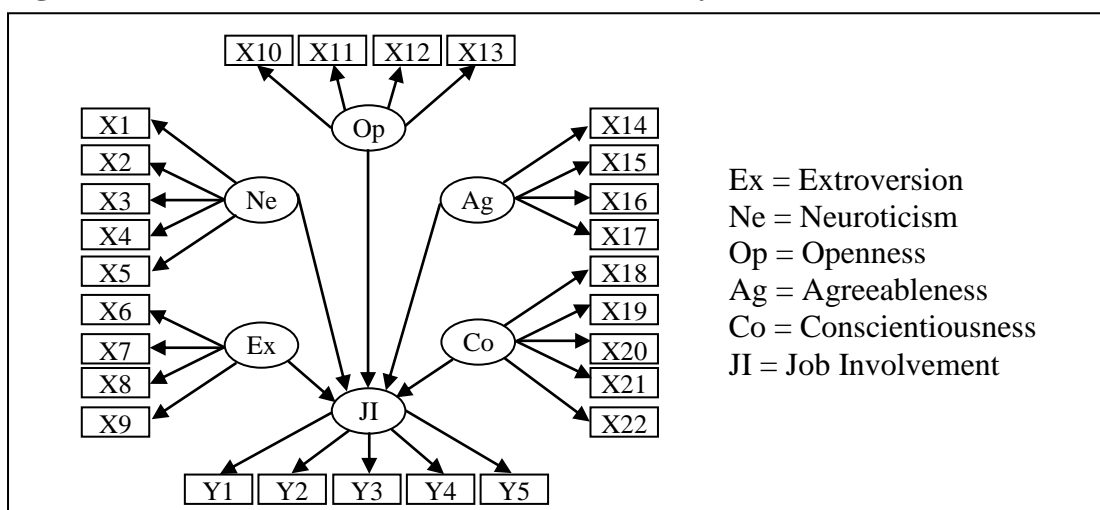 X10 X11 X12 X13
Op
X1
X2
X3
X4
X5
Ne
X6
X7
X8
X9
Ex
Ag
X14
X15
X16
X17
Co
X18
X19
X20
X21
X22
JI
Y1 Y2 Y3 Y4 Y5
Ex = Extroversion
Ne = Neuroticism
Op = Openness
Ag = Agreeableness
Co = Conscientiousness
JI = Job Involvement